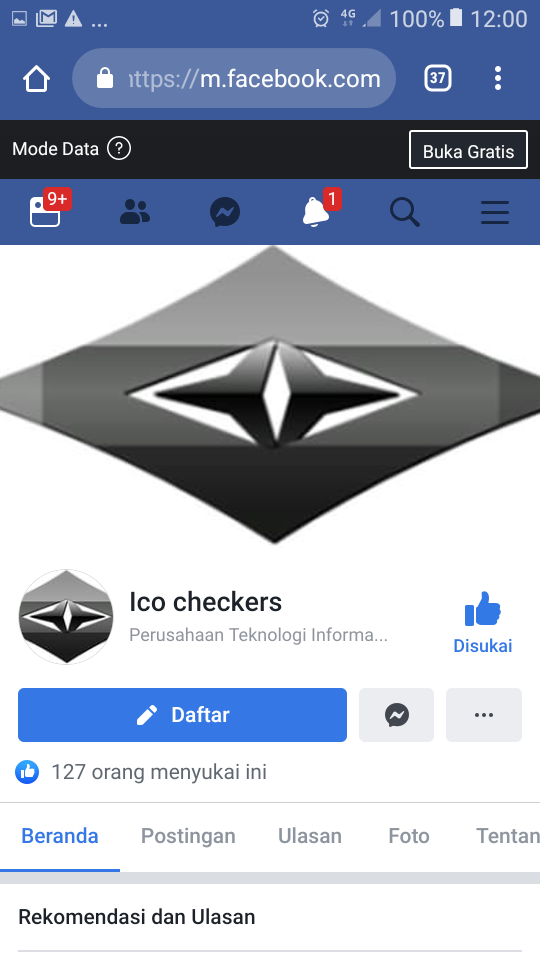 ... 4G 100% 12:00
ttps://m.facebook.com 37
Mode Data ? Buka Gratis
9+ 1
Ico checkers
Perusahaan Teknologi Informa...
Disukai
Daftar
127 orang menyukai ini
Beranda Postingan Ulasan Foto Tentan
Rekomendasi dan Ulasan